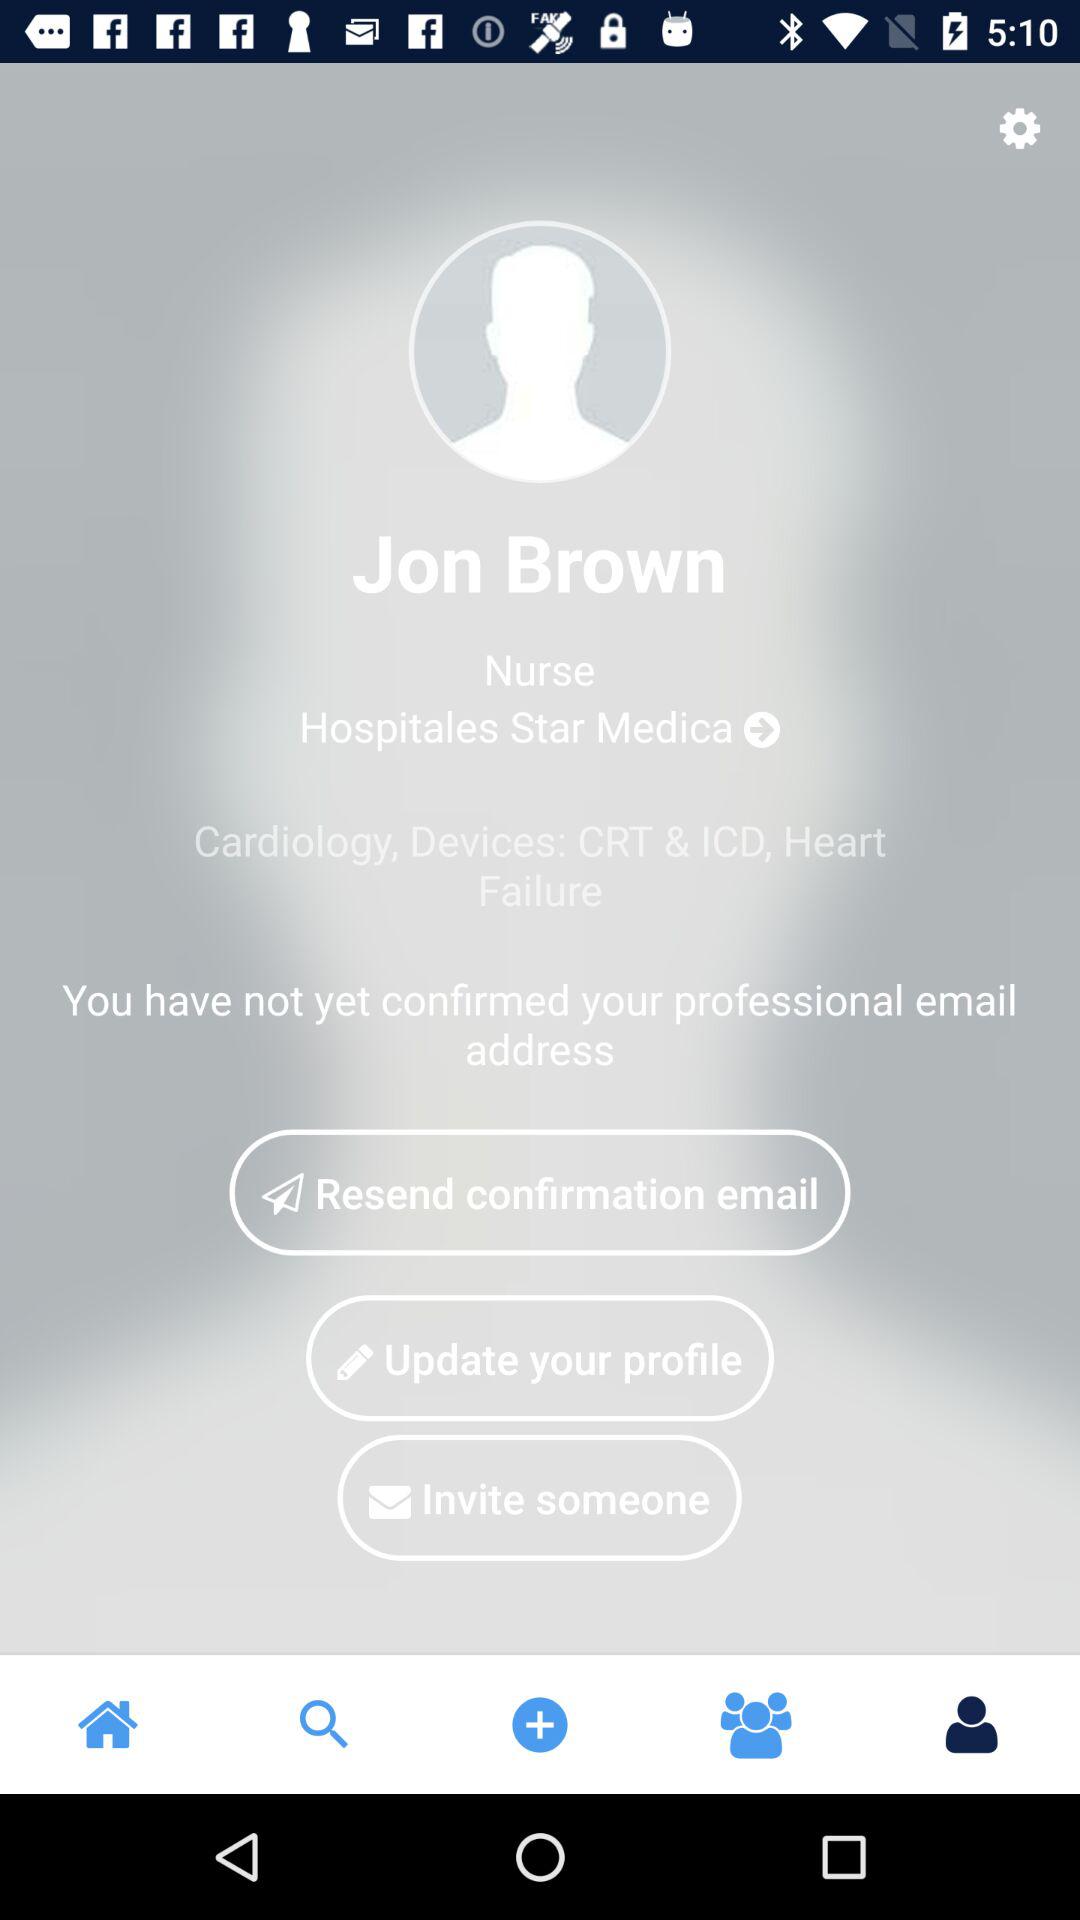 FAKE
5:10
Jon Brown
Nurse
Hospitales Star Medica
Cardiology, Devices: CRT & ICD, Heart
Failure
You have not yet confirmed your professional email
address
Resend confirmation email
Update your profile
Invite someone